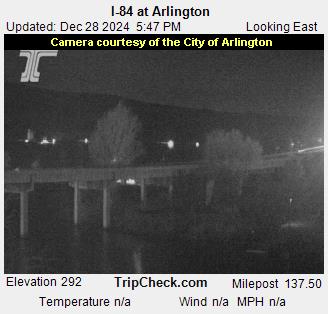 I-84 at Arlington
Updated: Dec 28 2024 5:47 PM Looking East
Camera courtesy of the City of Arlington
Elevation 292 TripCheck.com Milepost 137.50
Temperature n/a Wind n/a MPH n/a